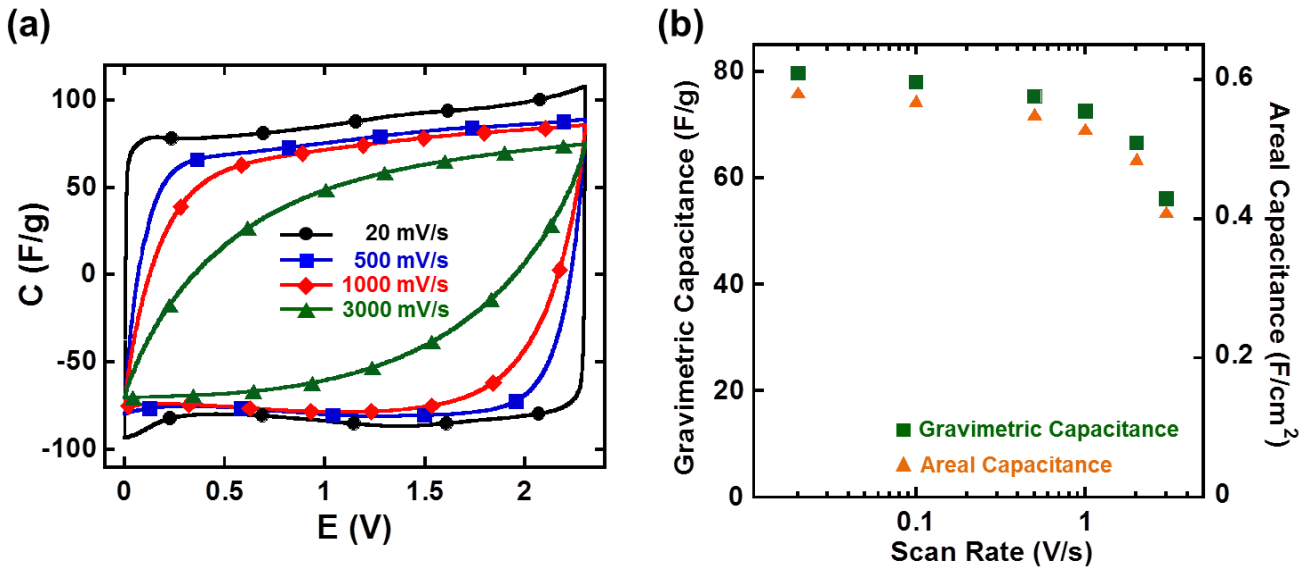 (a)
C (F/g)
100
50
0
-50
-100
20 mV/s
500 mV/s
1000 mV/s
3000 mV/s
0 0.5 1 1.5 2
E (V)
(b)
Gravimetric Capacitance (F/g)
80
60
40
20
0
0.1 1
Scan Rate (V/s)
Gravimetric Capacitance
Areal Capacitance
0.6
0.4
0.2
0
Areal Capacitance (F/cm²)